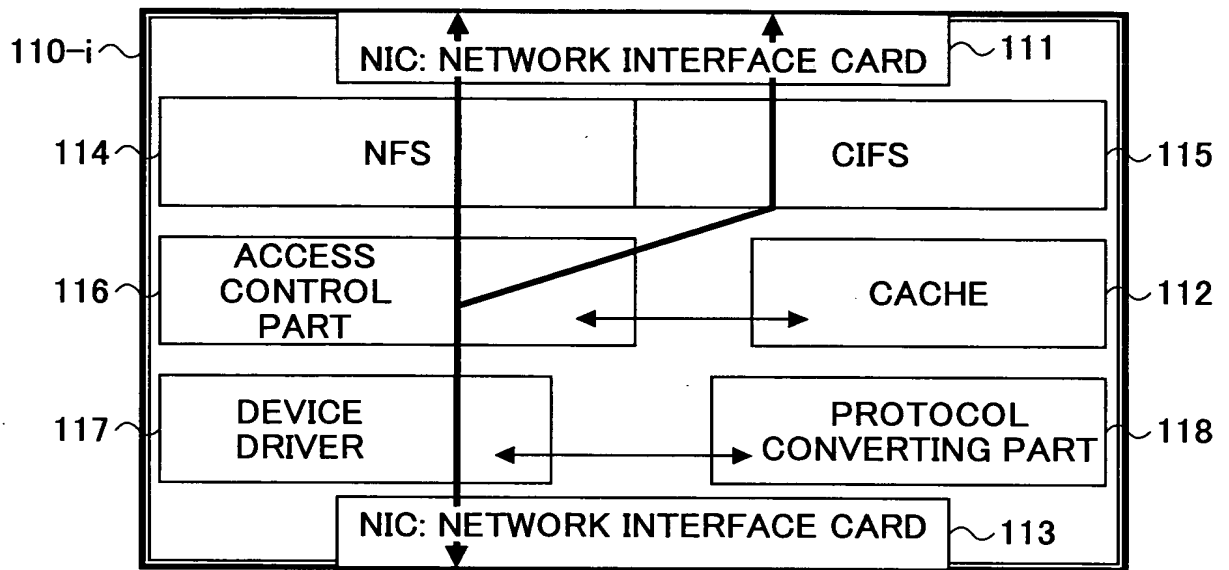 110-i
NIC: NETWORK INTERFACE CARD
111
114
NFS
CIFS
115
116
ACCESS
CONTROL
PART
CACHE
112
117
DEVICE
DRIVER
PROTOCOL
CONVERTING PART
118
NIC: NETWORK INTERFACE CARD
113